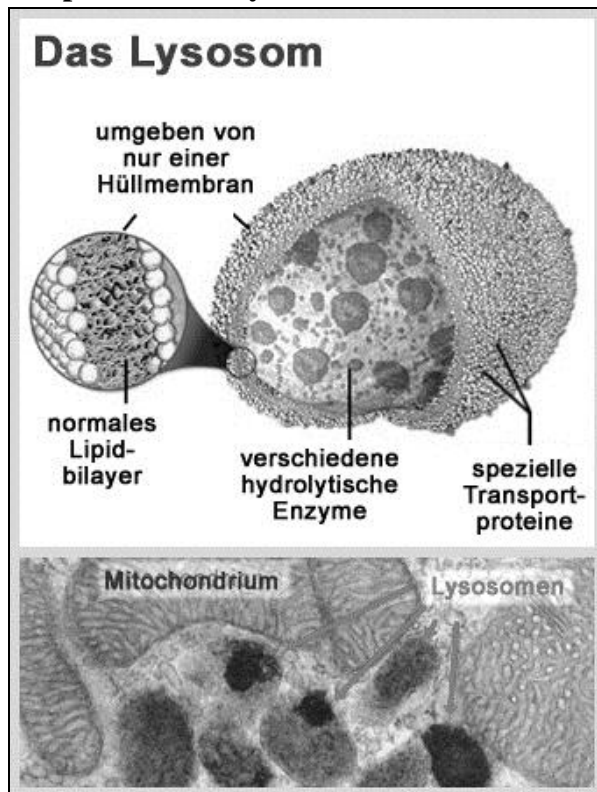 Das Lysosom
umgeben von
nur einer
Hüllmembran
normales
Lipid-
bilayer
verschiedene
hydrolytische
Enzyme
spezielle
Transport-
proteine
Mitochondrium
Lysosomen